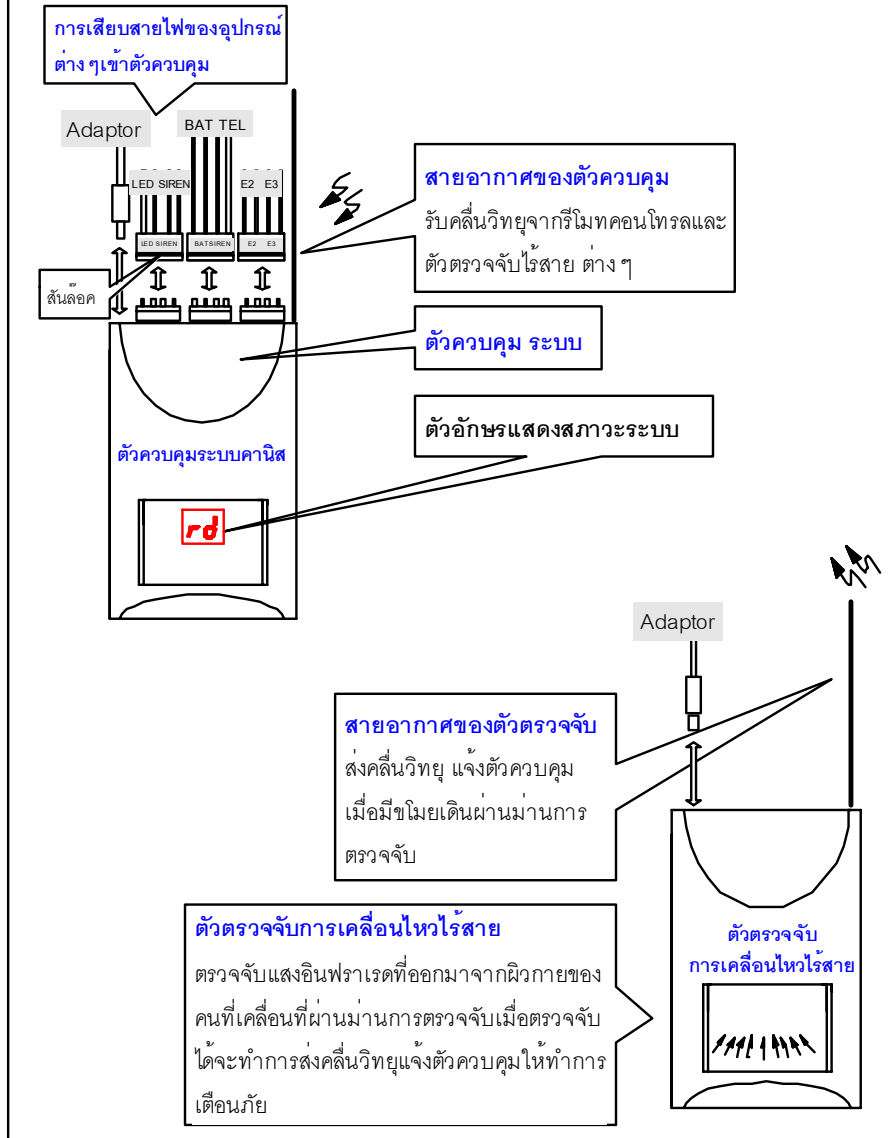 การเสียบสายไฟของอุปกรณ์
ต่าง ๆเข้าตัวควบคุม
Adaptor
BAT TEL
LED SIREN
E2 E3
LED SIREN
BAT SIREN
E2 E3
สันล๊อค
สายอากาศของตัวควบคุม
รับคลื่นวิทยุจากรีโมทคอนโทรลและ
ตัวตรวจจับไร้สาย ต่าง ๆ
ตัวควบคุม ระบบ
ตัวอักษรแสดงสภาวะระบบ
ตัวควบคุมระบบคานิส
rd
Adaptor
สายอากาศของตัวตรวจจับ
ส่งคลื่นวิทยุ แจ้งตัวควบคุม
เมื่อมีขโมยเดินผ่านม่านการ
ตรวจจับ
ตัวตรวจจับการเคลื่อนไหวไร้สาย
ตรวจจับแสงอินฟราเรดที่ออกมาจากผิวกายของ
คนที่เคลื่อนที่ผ่านม่านการตรวจจับเมื่อตรวจจับ
ได้จะทำการส่งคลื่นวิทยุแจ้งตัวควบคุมให้ทำการ
เตือนภัย
ตัวตรวจจับ
การเคลื่อนไหวไร้สาย